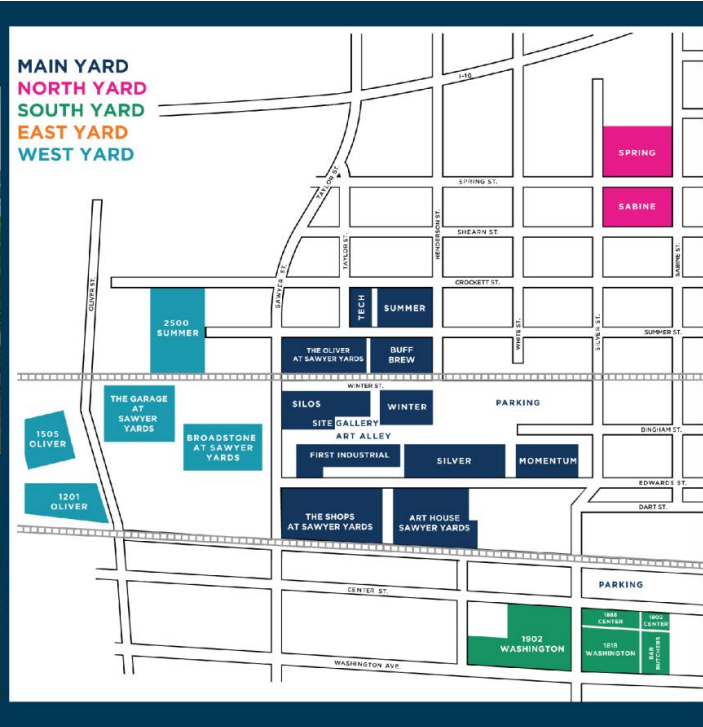 MAIN YARD
NORTH YARD
SOUTH YARD
EAST YARD
WEST YARD
I-10
TAYLOR ST.
SPRING
SPRING ST.
SABINE
HENDERSON ST.
SHEARN ST.
TAYLOR ST.
SABINE ST.
SAWYER ST.
CROCKETT ST.
OLIVER ST.
TECH
SUMMER
2500
SUMMER
WHITE ST.
SILVER ST.
SUMMER ST.
THE OLIVER
AT SAWYER YARDS
BUFF
BREW
WINTER ST.
THE GARAGE
AT
SAWYER
YARDS
SILOS
WINTER
PARKING
SITE GALLERY
ART ALLEY
BINGHAM ST.
1505
OLIVER
BROADSTONE
AT SAWYER
YARDS
FIRST INDUSTRIAL
SILVER
MOMENTUM
EDWARDS ST.
1201
OLIVER
DART ST.
THE SHOPS
AT SAWYER YARDS
ART HOUSE
SAWYER YARDS
PARKING
CENTER ST.
1902
WASHINGTON
CENTER
1802
CENTER
1818
WASHINGTON
B&B
BUTCHERS
WASHINGTON AVE.